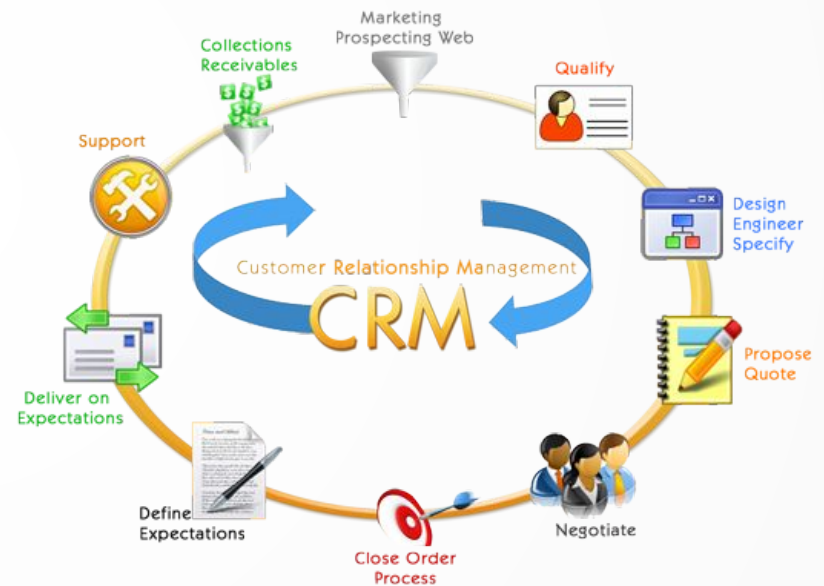 Marketing
Prospecting Web
Collections
Receivables
Qualify
Support
Design
Engineer
Specify
Customer Relationship Management
CRM
Propose
Quote
Deliver on
Expectations
Define
Expectations
Negotiate
Close Order
Process